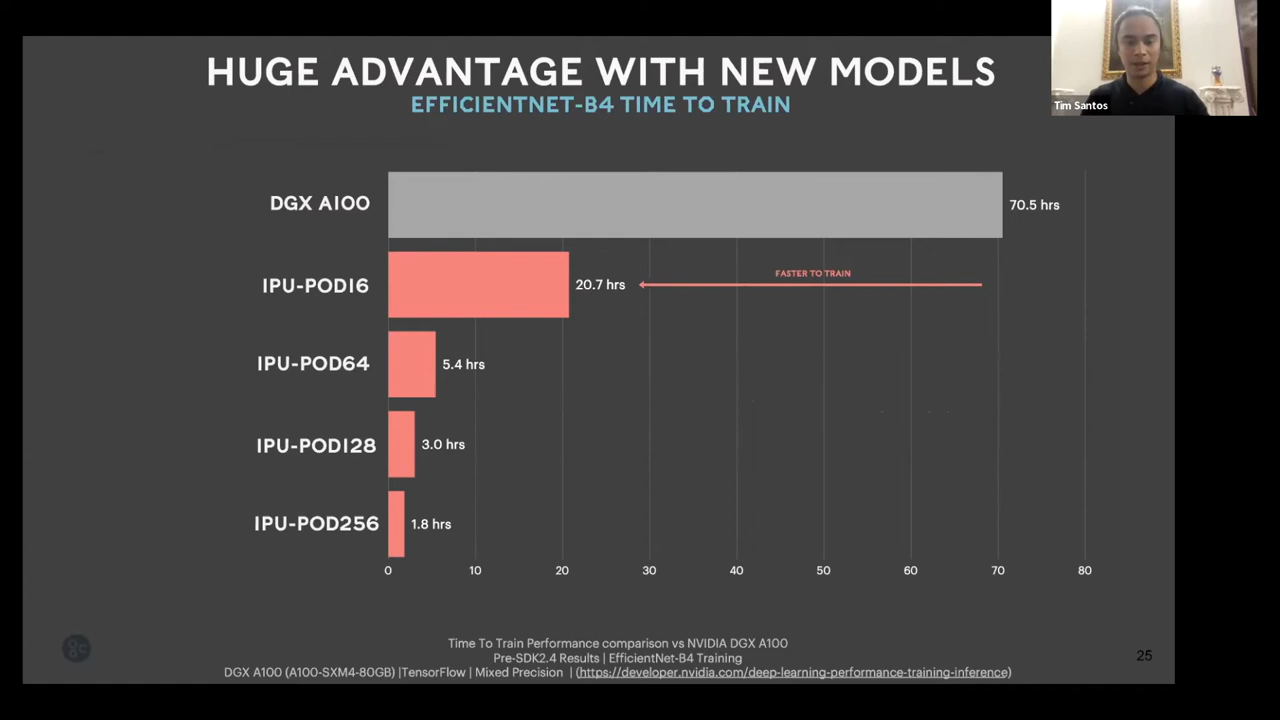 HUGE ADVANTAGE WITH NEW MODELS
EFFICIENTNET-B4 TIME TO TRAIN
Tim Santos
DGX A100
70.5 hrs
IPU-POD16
20.7 hrs
FASTER TO TRAIN
IPU-POD64
5.4 hrs
IPU-POD128
3.0 hrs
IPU-POD256
1.8 hrs
0 10 20 30 40 50 60 70 80
Time To Train Performance comparison vs NVIDIA DGX A100
Pre-SDK2.4 Results | EfficientNet-B4 Training
DGX A100 (A100-SXM4-80GB) |TensorFlow | Mixed Precision | (https://developer.nvidia.com/deep-learning-performance-training-inference)
25